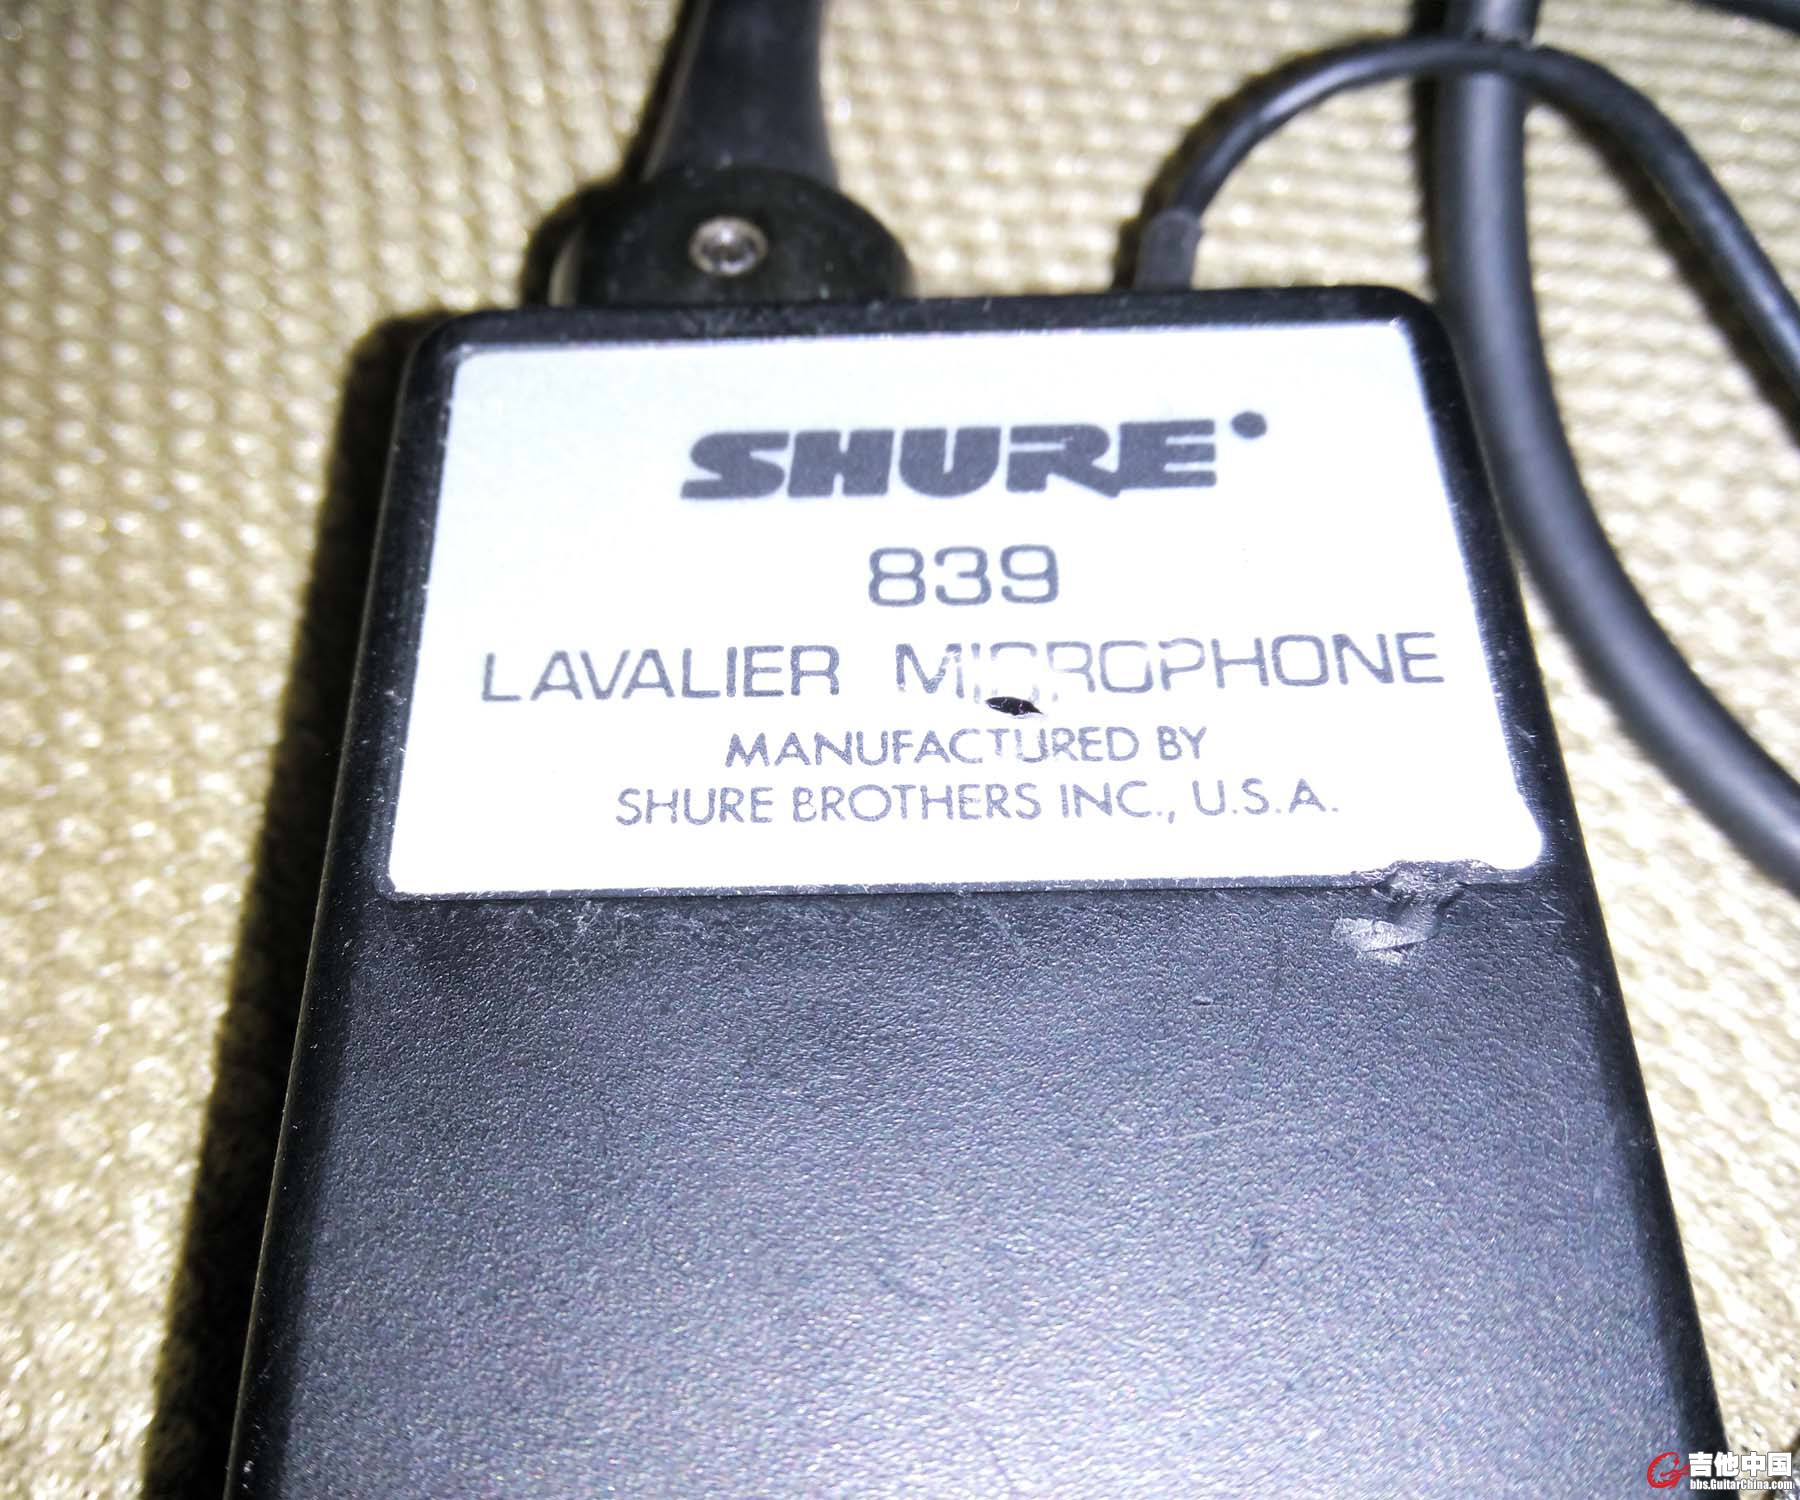 SHURE
839
LAVALIER MICROPHONE
MANUFACTURED BY
SHURE BROTHERS INC., U.S.A.
吉他中国
bbs.GuitarChina.com